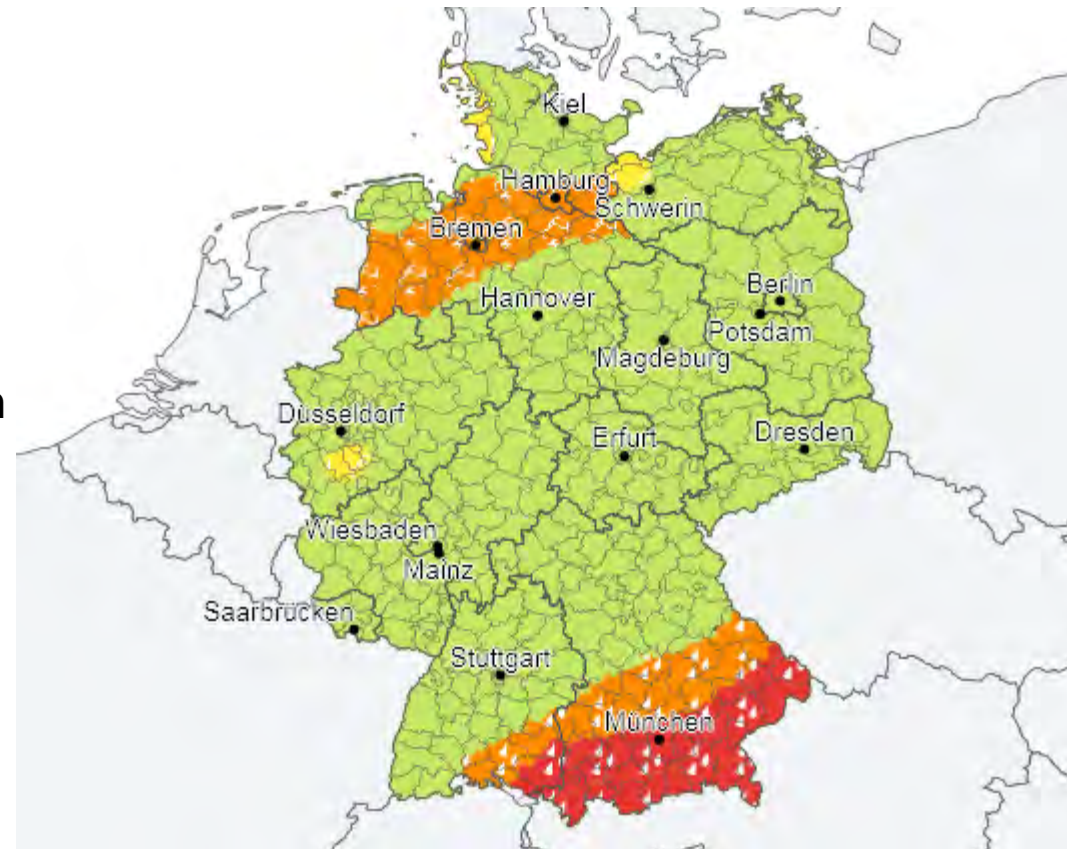 Kiel
Hamburg
Schwerin
Bremen
Berlin
Hannover
Potsdam
Magdeburg
n
Düsseldorf
Erfurt
Dresden
Wiesbaden
Mainz
Saarbrücken
Stuttgart
München